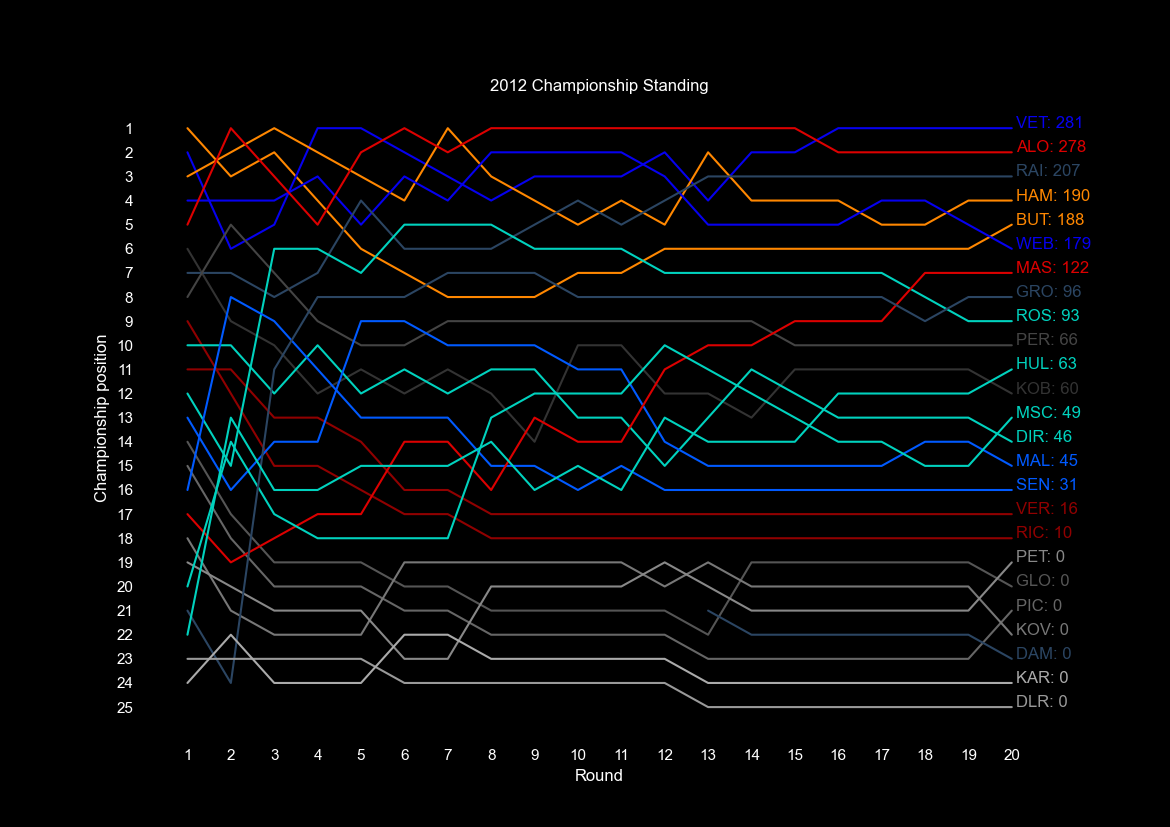 2012 Championship Standing
Championship position
1
2
3
4
5
6
7
8
9
10
11
12
13
14
15
16
17
18
19
20
21
22
23
24
25
VET: 281
ALO: 278
RAI: 207
HAM: 190
BUT: 188
WEB: 179
MAS: 122
GRO: 96
ROS: 93
PER: 66
HUL: 63
KOB: 60
MSC: 49
DIR: 46
MAL: 45
SEN: 31
VER: 16
RIC: 10
PET: 0
GLO: 0
PIC: 0
KOV: 0
DAM: 0
KAR: 0
DLR: 0
1 2 3 4 5 6 7 8 9 10 11 12 13 14 15 16 17 18 19 20
Round